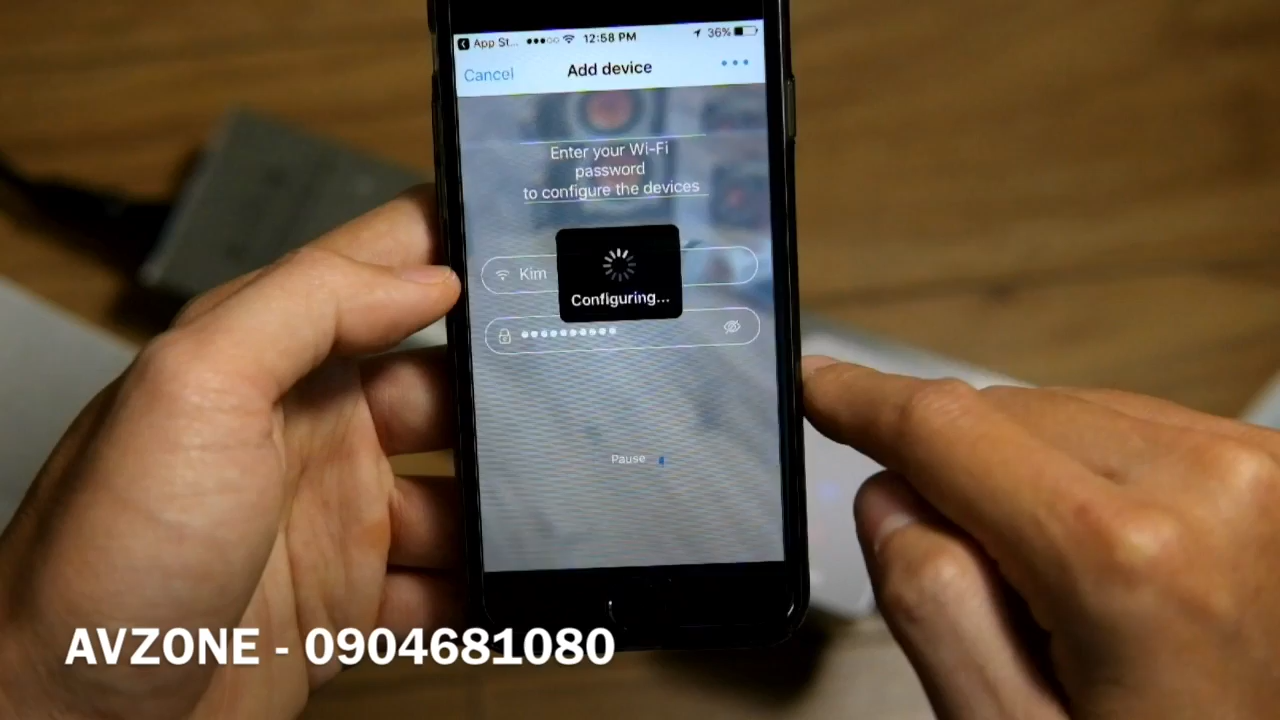 App St... 12:58 PM 36%
Cancel Add device
Enter your Wi-Fi
password
to configure the devices
Kim
Configuring...
Pause
AVZONE - 0904681080